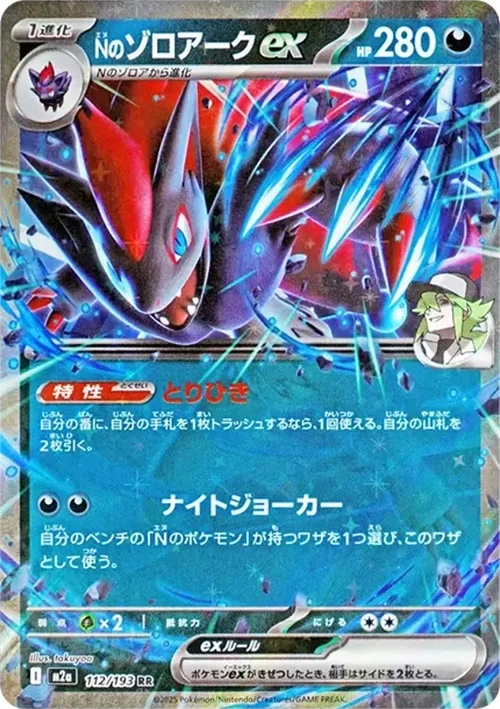 1進化
Nのゾロアークex
HP280
Nのゾロアから進化
特性 とりひき
自分の番に、自分の手札を1枚トラッシュするなら、1回使える。自分の山札を
2枚引く。
ナイトジョーカー
自分のベンチの「Nのポケモン」が持つワザを1つ選び、このワザ
として使う。
弱点 ×2 抵抗力 にげる
Illus. takuyoa
exルール
ポケモンexがきぜつしたとき、相手はサイドを2枚とる。
I m2a 112/193 RR
©2025 Pokémon/Nintendo/Creatures/GAME FREAK.